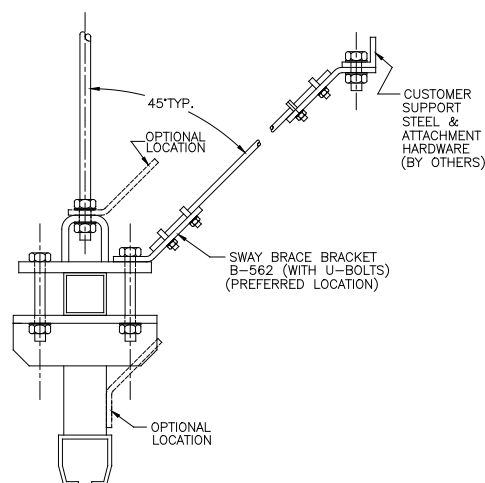 45°TYP.
OPTIONAL
LOCATION
CUSTOMER
SUPPORT
STEEL &
ATTACHMENT
HARDWARE
(BY OTHERS)
SWAY BRACE BRACKET
B-562 (WITH U-BOLTS)
(PREFERRED LOCATION)
OPTIONAL
LOCATION